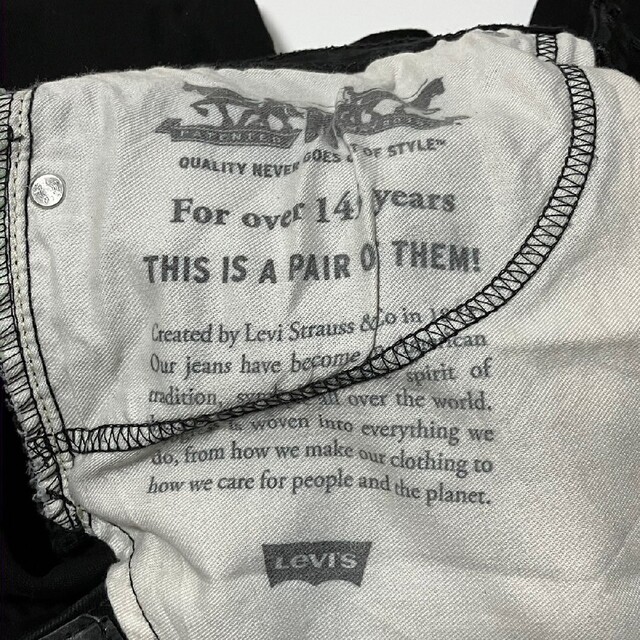 PATENTED
QUALITY NEVER GOES OF STYLE™
For over years
THIS IS A PAIR OF THEM!
Created by Levi Strauss &Co in
Our jeans have become
spirit of
tradition, all over the world.
is woven into everything we
do, from how we make our clothing to
how we care for people and the planet.
LEVI'S